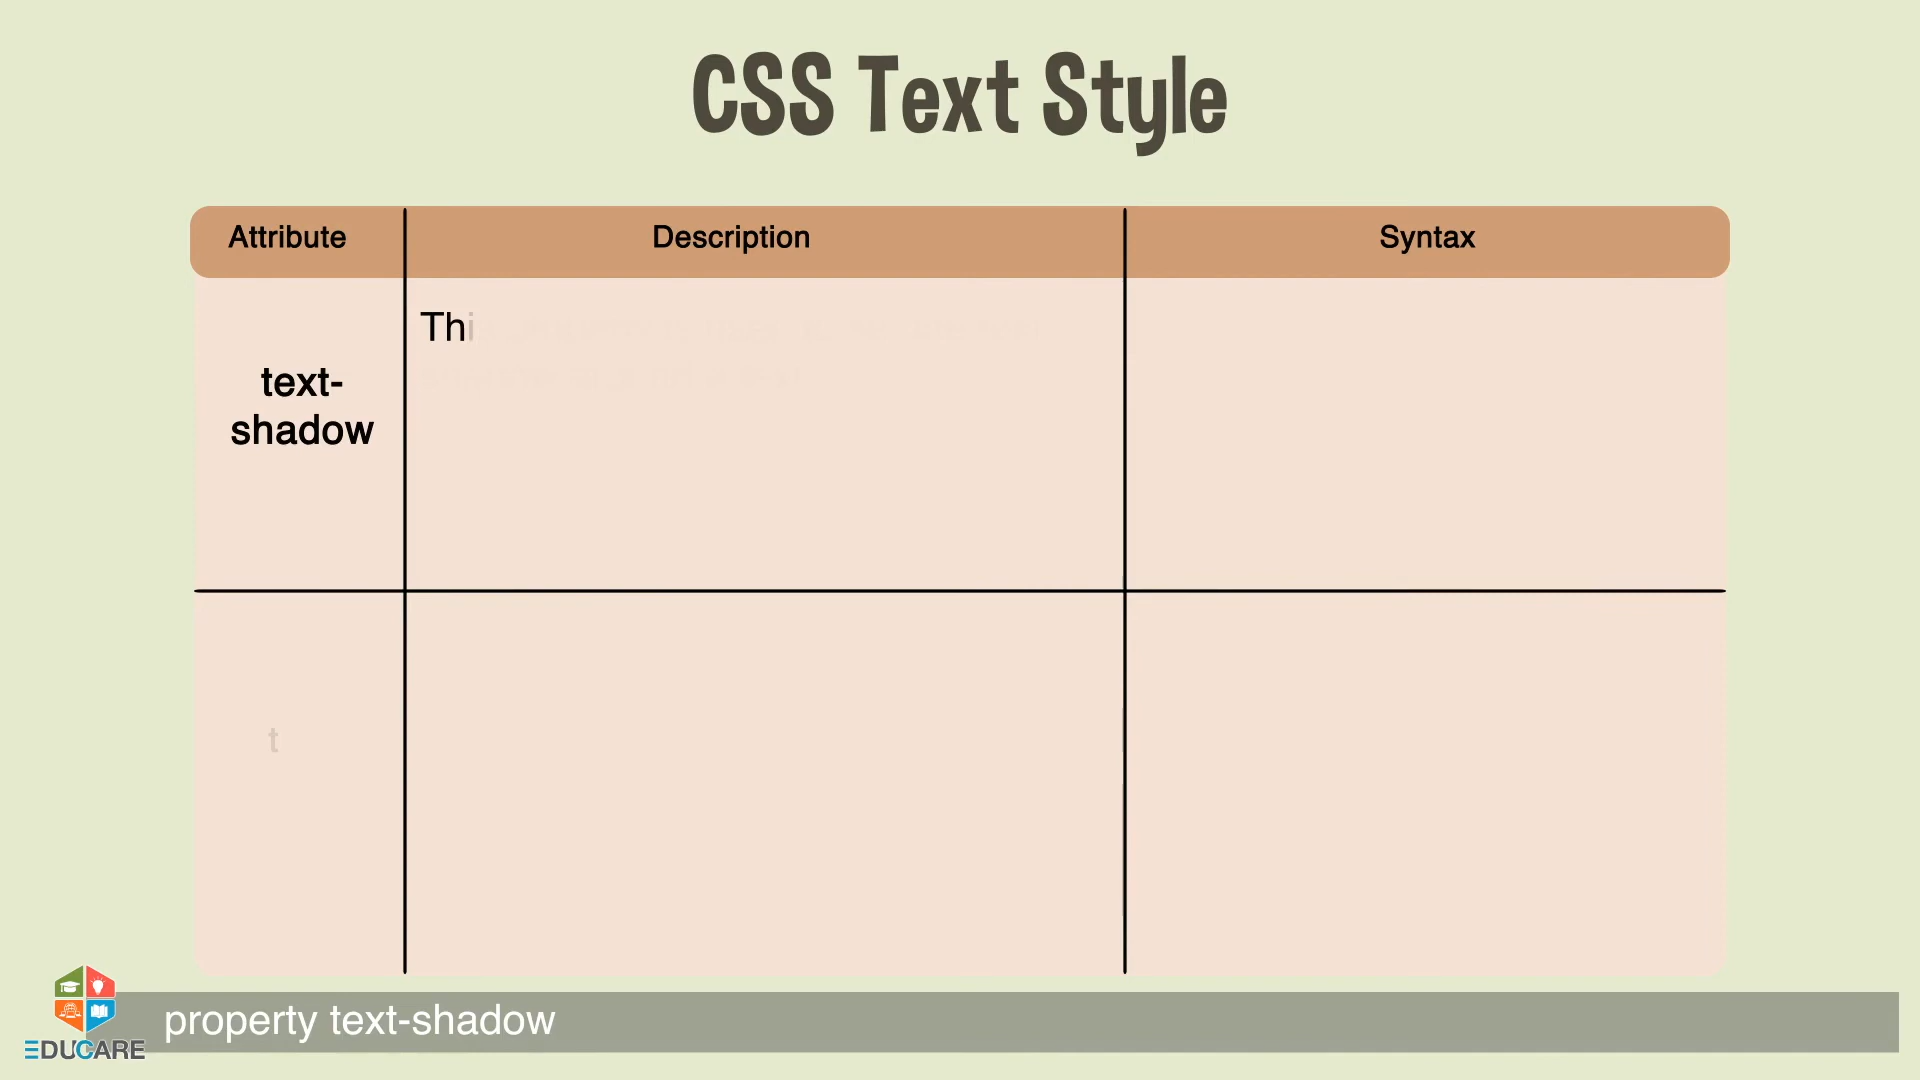 CSS Text Style
Attribute
Description
Syntax
text-
shadow
Thi
t
property text-shadow
EDUCARE